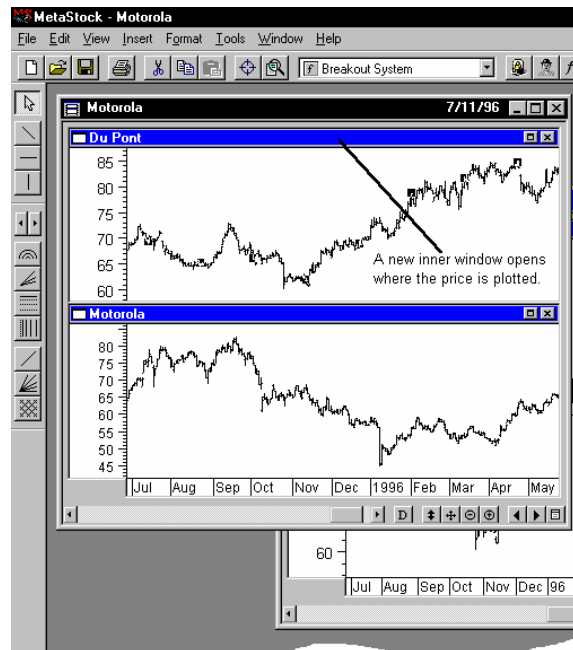 MetaStock - Motorola
File Edit View Insert Format Tools Window Help
Breakout System
Motorola 7/11/96
Du Pont
85
80
75
70
65
60
A new inner window opens
where the price is plotted.
Motorola
80
75
70
65
60
55
50
45
Jul Aug Sep Oct Nov Dec 1996 Feb Mar Apr May
D
60
Jul Aug Sep Oct Nov Dec 96